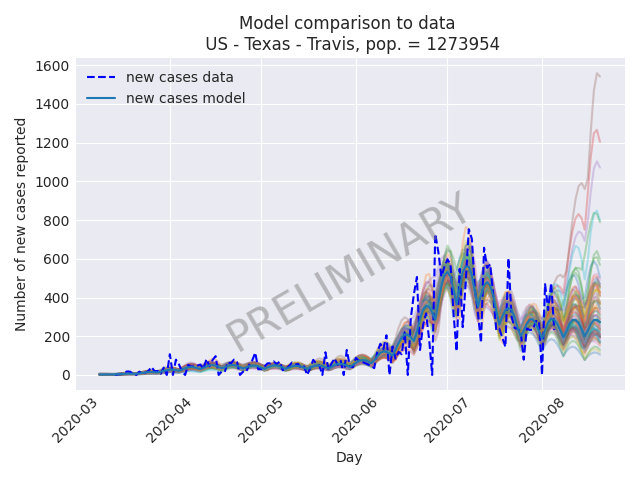 Model comparison to data
US - Texas - Travis, pop. = 1273954
new cases data
new cases model
Number of new cases reported
1600
1400
1200
1000
800
600
400
200
0
PRELIMINARY
2020-03
2020-04
2020-05
2020-06
2020-07
2020-08
Day